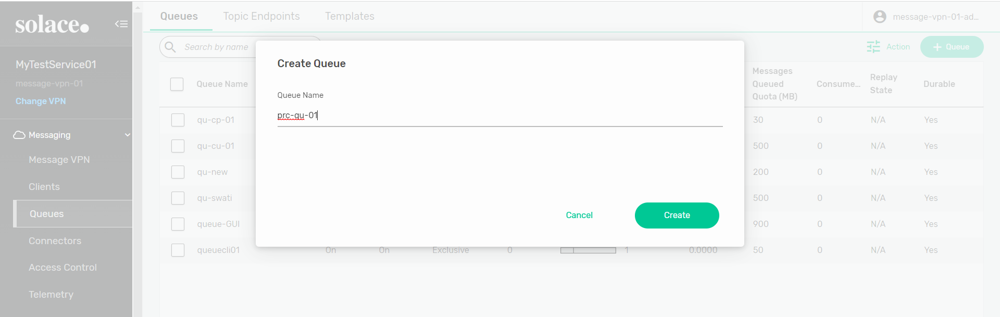 solace.
Queues Topic Endpoints Templates
message-vpn-01-ad...
MyTestService01
message-vpn-01
Change VPN
Messaging
Message VPN
Clients
Queues
Connectors
Access Control
Telemetry
Search by name
Action
+ Queue
Create Queue
Queue Name
prc-qu-01
Cancel
Create
Queue Name
Messages
Queued
Quota (MB)
Consume...
Replay
State
Durable
qu-cp-01 30 0 N/A Yes
qu-cu-01 500 0 N/A Yes
qu-new 200 0 N/A Yes
qu-swati 500 0 N/A Yes
queue-GUI 900 0 N/A Yes
queuecli01 On On Exclusive 0 1 0.0000 50 0 N/A Yes